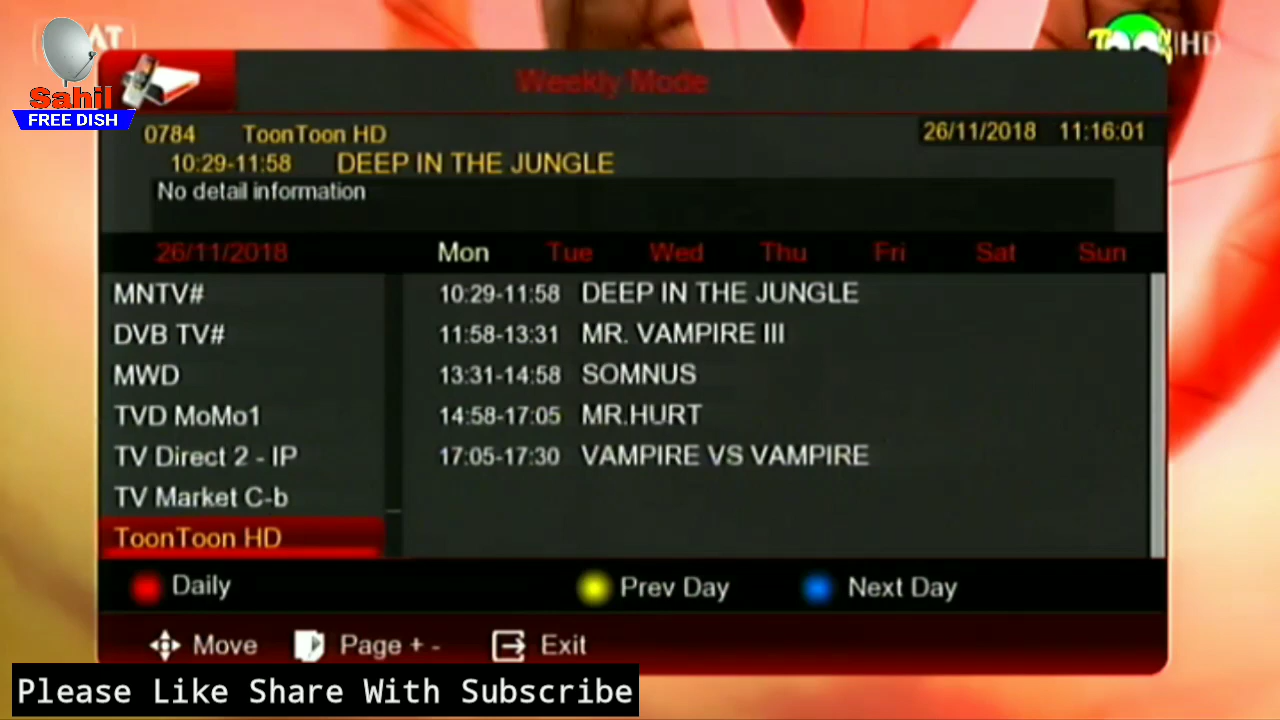 Sahil
FREE DISH
HD
Weekly Mode
0784 ToonToon HD
26/11/2018 11:16:01
10:29-11:58 DEEP IN THE JUNGLE
No detail information
26/11/2018 Mon Tue Wed Thu Fri Sat Sun
MNTV# 10:29-11:58 DEEP IN THE JUNGLE
DVB TV# 11:58-13:31 MR. VAMPIRE III
MWD 13:31-14:58 SOMNUS
TVD MoMo1 14:58-17:05 MR.HURT
TV Direct 2 - IP 17:05-17:30 VAMPIRE VS VAMPIRE
TV Market C-b
ToonToon HD
Daily Prev Day Next Day
Move Page + - Exit
Please Like Share With Subscribe